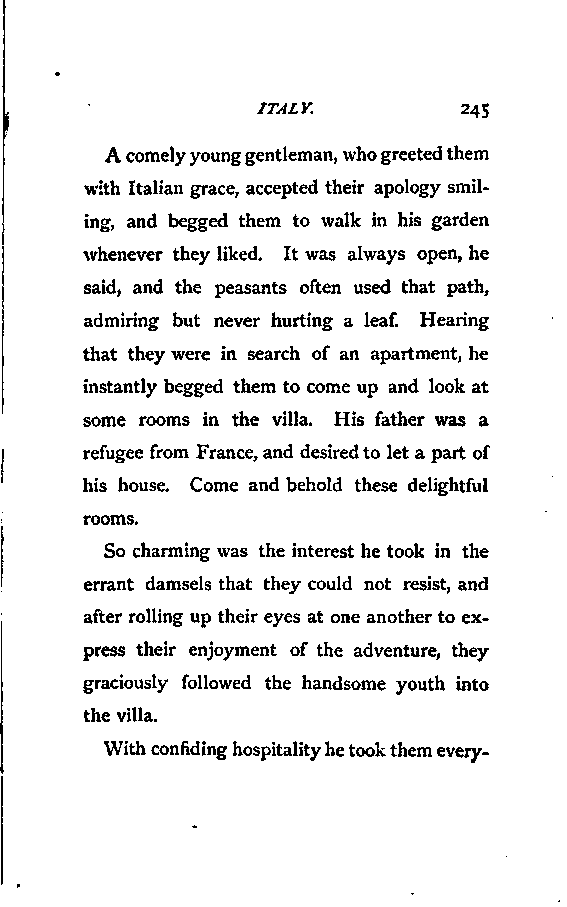 ITALY. 245
A comely young gentleman, who greeted them
with Italian grace, accepted their apology smil-
ing, and begged them to walk in his garden
whenever they liked. It was always open, he
said, and the peasants often used that path,
admiring but never hurting a leaf. Hearing
that they were in search of an apartment, he
instantly begged them to come up and look at
some rooms in the villa. His father was a
refugee from France, and desired to let a part of
his house. Come and behold these delightful
rooms.
So charming was the interest he took in the
errant damsels that they could not resist, and
after rolling up their eyes at one another to ex-
press their enjoyment of the adventure, they
graciously followed the handsome youth into
the villa.
With confiding hospitality he took them every-